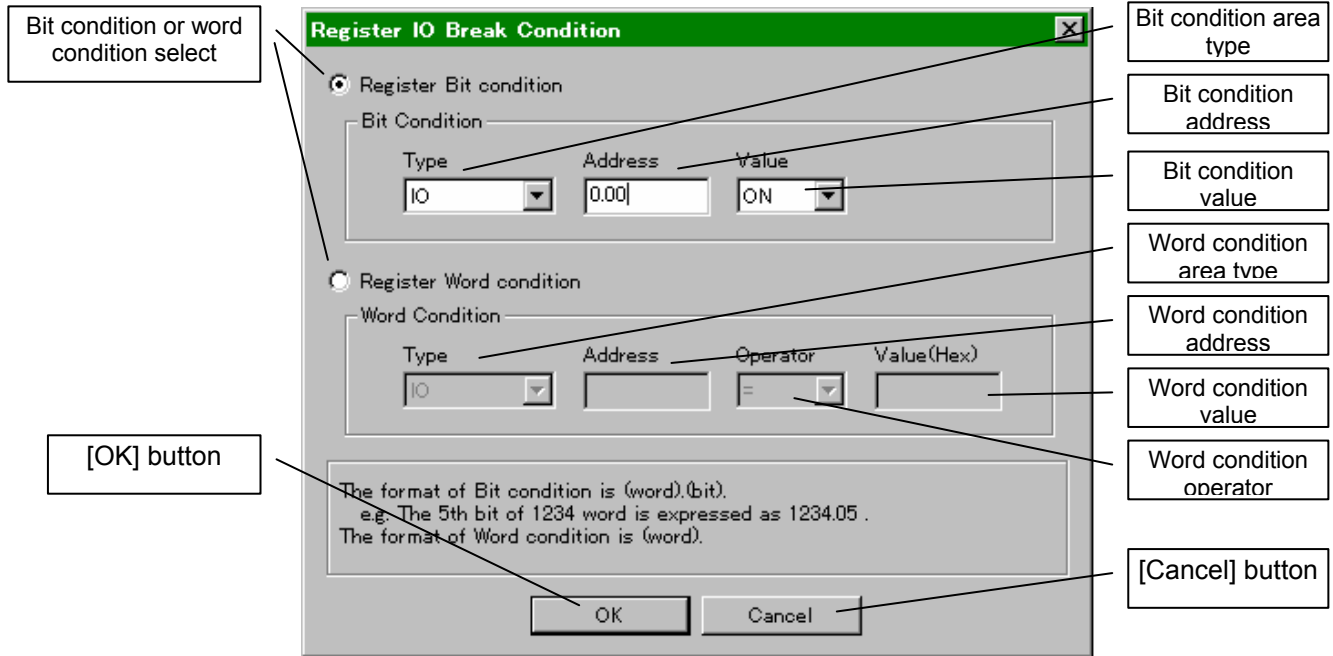 Bit condition or word
condition select
Register IO Break Condition
Bit condition area
type
Register Bit condition
Bit Condition
Bit condition
address
Type Address Value
IO 0.00 ON
Bit condition
value
Word condition
area type
Register Word condition
Word Condition
Word condition
address
Type Address Operator Value(Hex)
IO =
Word condition
value
[OK] button
Word condition
operator
The format of Bit condition is (word).(bit).
e.g. The 5th bit of 1234 word is expressed as 1234.05 .
The format of Word condition is (word).
[Cancel] button
OK Cancel